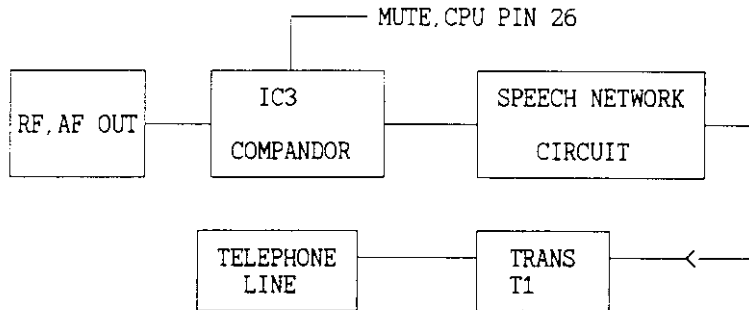 MUTE,CPU PIN 26
RF,AF OUT
IC3
COMPANDOR
SPEECH NETWORK
CIRCUIT
TELEPHONE
LINE
TRANS
T1